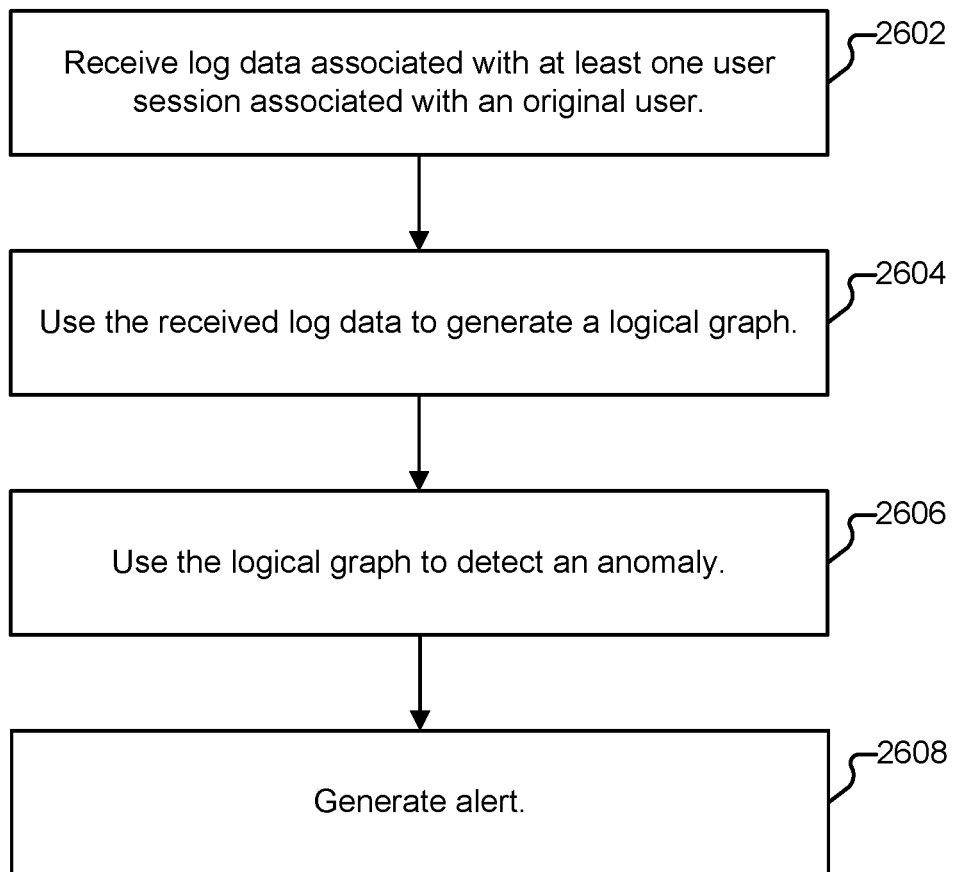 Receive log data associated with at least one user
session associated with an original user.
2602
Use the received log data to generate a logical graph.
2604
Use the logical graph to detect an anomaly.
2606
Generate alert.
2608